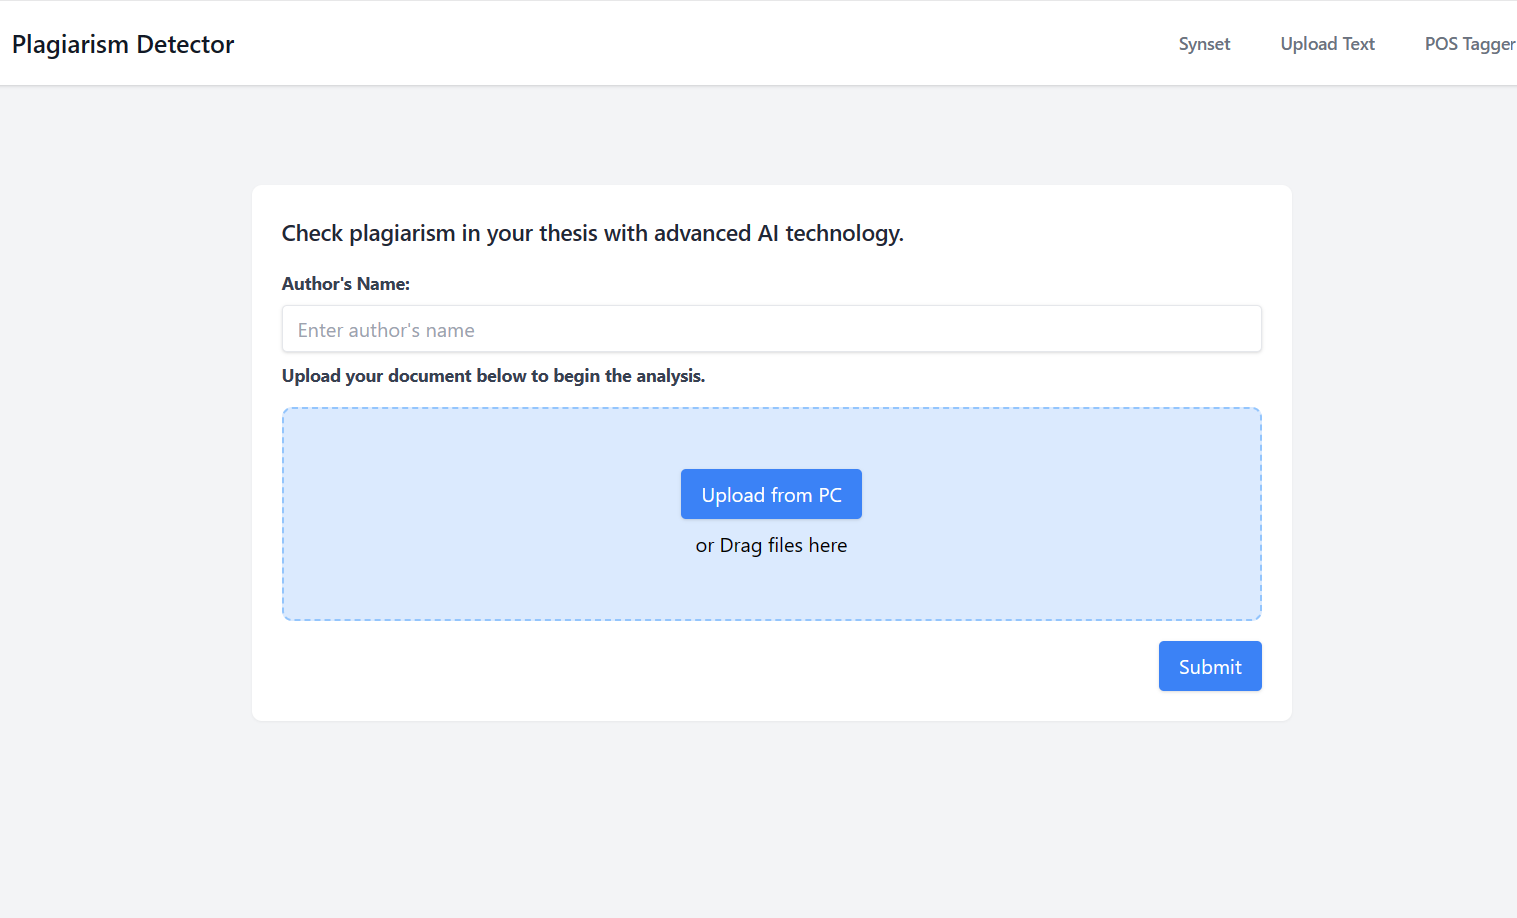 Plagiarism Detector
Synset
Upload Text
POS Tagger
Check plagiarism in your thesis with advanced AI technology.
Author's Name:
Enter author's name
Upload your document below to begin the analysis.
Upload from PC
or Drag files here
Submit